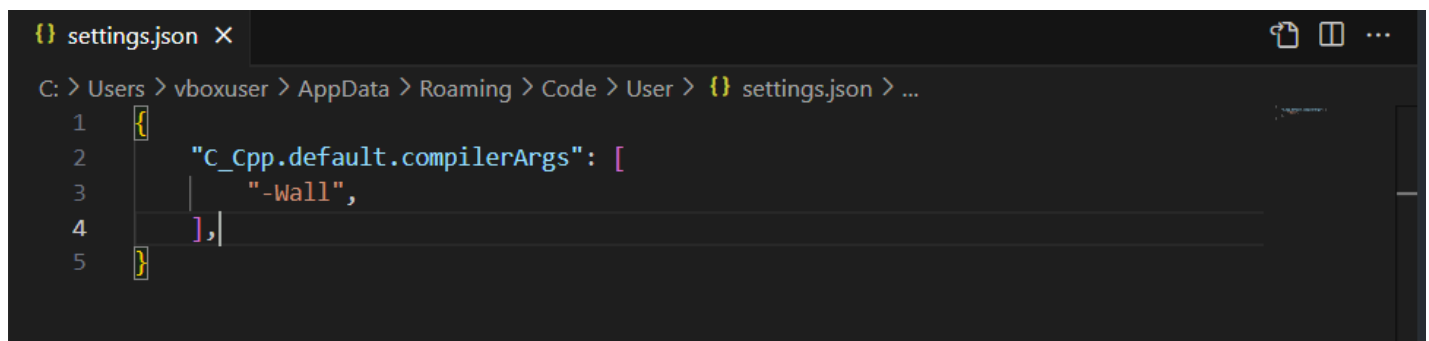 {} settings.json ×
C: > Users > vboxuser > AppData > Roaming > Code > User > {} settings.json > ...
1 {
2 "C_Cpp.default.compilerArgs": [
3 "-Wall",
4 ],
5 }